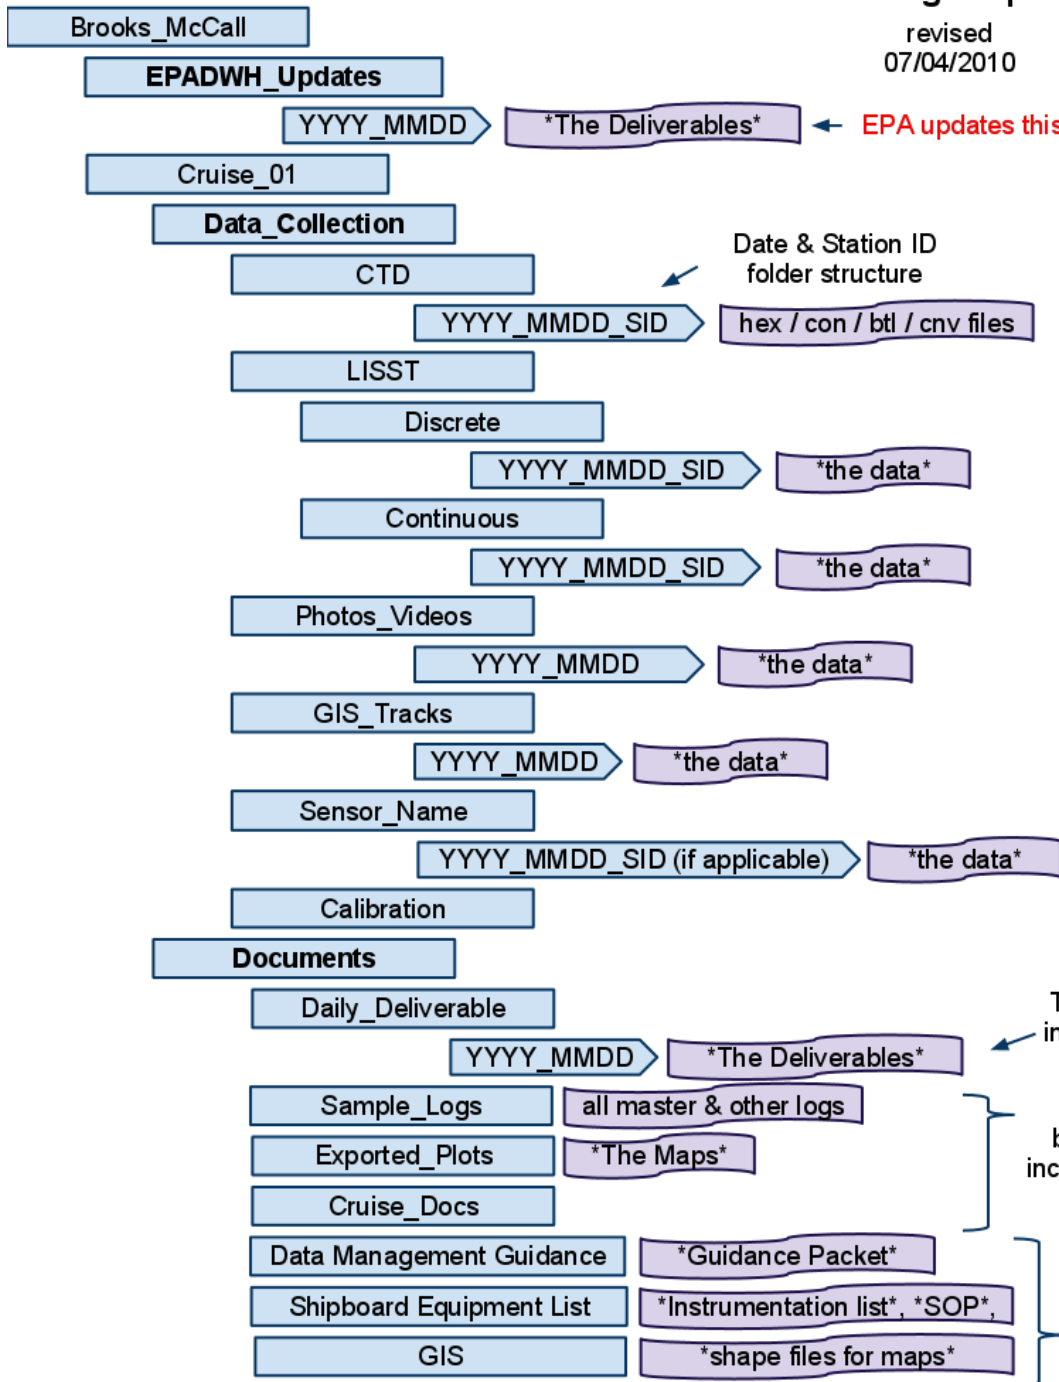 Brooks_McCall
revised
07/04/2010
EPADWH_Updates
YYYY_MMDD
*The Deliverables*
EPA updates this
Cruise_01
Data_Collection
Date & Station ID
folder structure
CTD
YYYY_MMDD_SID
hex / con / btl / cnv files
LISST
Discrete
YYYY_MMDD_SID
*the data*
Continuous
YYYY_MMDD_SID
*the data*
Photos_Videos
YYYY_MMDD
*the data*
GIS_Tracks
YYYY_MMDD
*the data*
Sensor_Name
YYYY_MMDD_SID (if applicable)
*the data*
Calibration
Documents
Daily_Deliverable
YYYY_MMDD
*The Deliverables*
Sample_Logs
all master & other logs
Exported_Plots
*The Maps*
Cruise_Docs
Data Management Guidance
*Guidance Packet*
Shipboard Equipment List
*Instrumentation list*, *SOP*,
GIS
*shape files for maps*